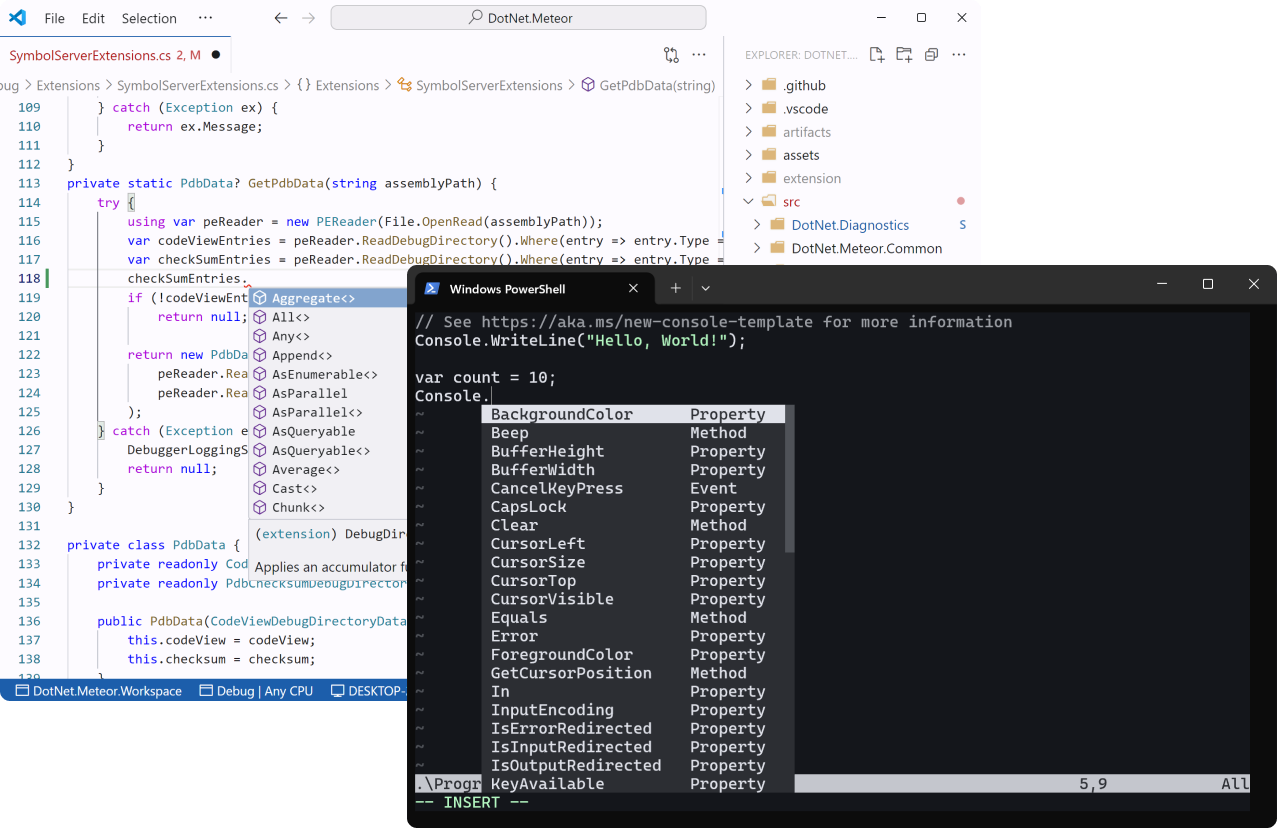 File Edit Selection ··· DotNet.Meteor
SymbolServerExtensions.cs 2, M
bug > Extensions > SymbolServerExtensions.cs > {} Extensions > SymbolServerExtensions > GetPdbData(string)
109 } catch (Exception ex) {
110 return ex.Message;
111 }
112 }
113 private static PdbData? GetPdbData(string assemblyPath) {
114 try {
115 using var peReader = new PEReader(File.OpenRead(assemblyPath));
116 var codeViewEntries = peReader.ReadDebugDirectory().Where(entry => entry.Type =
117 var checkSumEntries = peReader.ReadDebugDirectory().Where(entry => entry.Type =
118 checkSumEntries.
119 if (!codeViewEnt
120 return null;
121
122 return new PdbDa
123 peReader.Rea
124 peReader.Rea
125 );
126 } catch (Exception e
127 DebuggerLoggingS
128 return null;
129 }
130 }
131
132 private class PdbData {
133 private readonly Cod
134 private readonly PdbChecksumDebugDirector
135
136 public PdbData(CodeViewDebugDirectoryData
137 this.codeView = codeView;
138 this.checksum = checksum;
139 }
Aggregate<>
All<>
Any<>
Append<>
AsEnumerable<>
AsParallel
AsParallel<>
AsQueryable
AsQueryable<>
Average<>
Cast<>
Chunk<>
(extension) DebugDir
Applies an accumulator fu
EXPLORER: DOTNET....
.github
.vscode
artifacts
assets
extension
src
DotNet.Diagnostics S
DotNet.Meteor.Common
DotNet.Meteor.Workspace Debug | Any CPU DESKTOP-
Windows PowerShell
// See https://aka.ms/new-console-template for more information
Console.WriteLine("Hello, World!");
var count = 10;
Console.
~ BackgroundColor Property
~ Beep Method
~ BufferHeight Property
~ BufferWidth Property
~ CancelKeyPress Event
~ CapsLock Property
~ Clear Method
~ CursorLeft Property
~ CursorSize Property
~ CursorTop Property
~ CursorVisible Property
~ Equals Method
~ Error Property
~ ForegroundColor Property
~ GetCursorPosition Method
~ In Property
~ InputEncoding Property
~ IsErrorRedirected Property
~ IsInputRedirected Property
~ IsOutputRedirected Property
.\Progr KeyAvailable Property 5,9 All
-- INSERT --